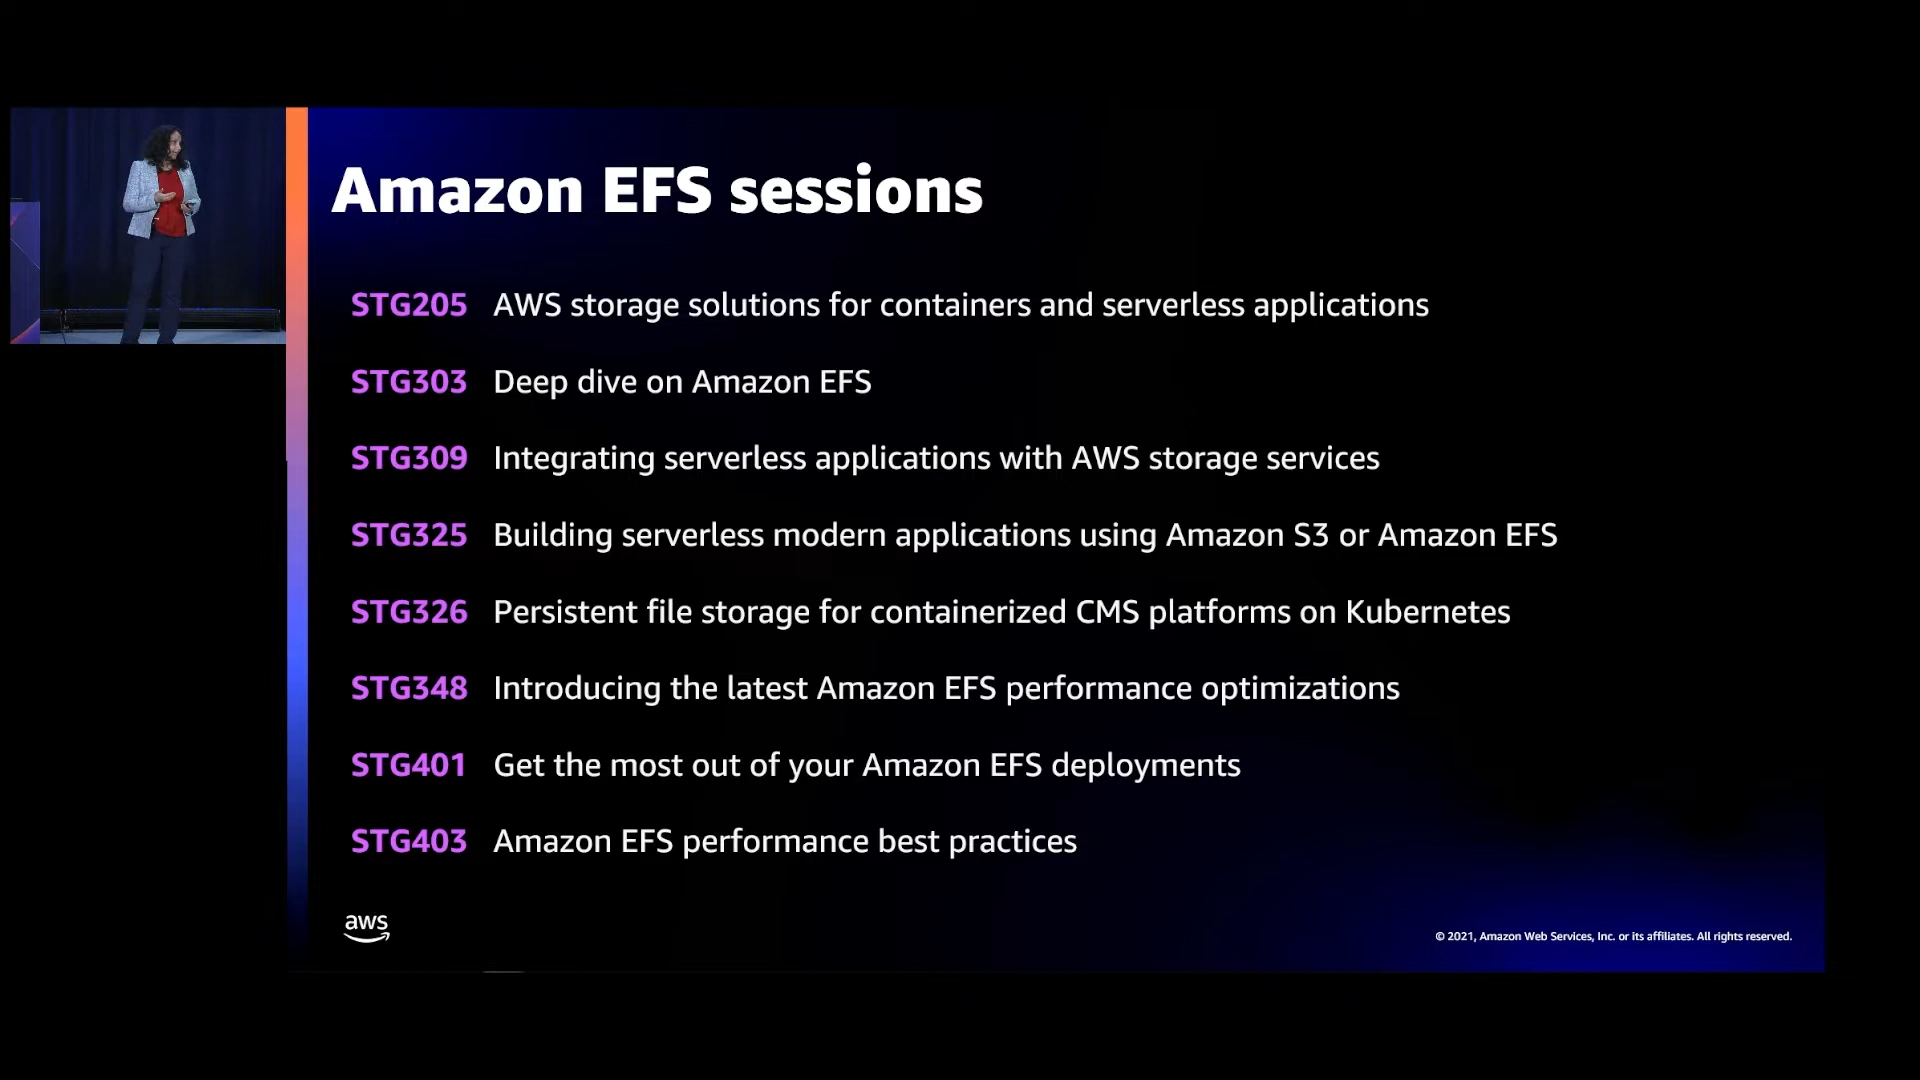 Amazon EFS sessions
STG205 AWS storage solutions for containers and serverless applications
STG303 Deep dive on Amazon EFS
STG309 Integrating serverless applications with AWS storage services
STG325 Building serverless modern applications using Amazon S3 or Amazon EFS
STG326 Persistent file storage for containerized CMS platforms on Kubernetes
STG348 Introducing the latest Amazon EFS performance optimizations
STG401 Get the most out of your Amazon EFS deployments
STG403 Amazon EFS performance best practices
aws
© 2021, Amazon Web Services, Inc. or its affiliates. All rights reserved.